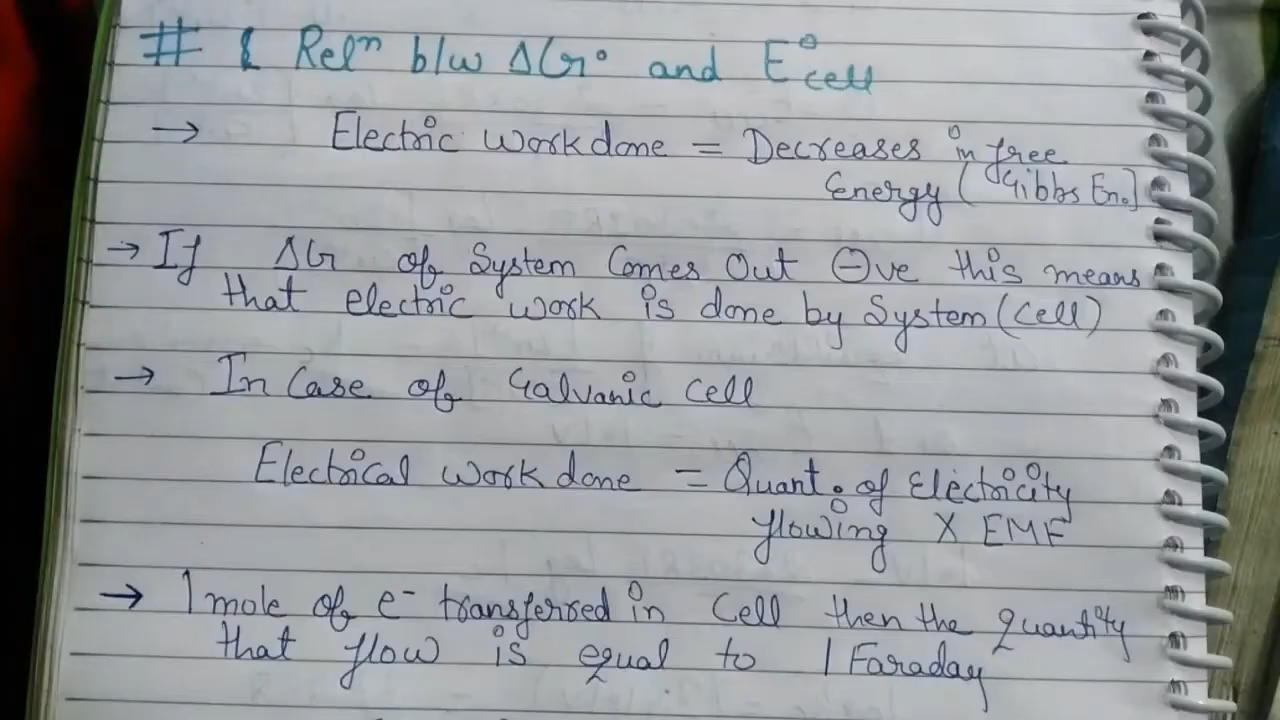 # Relⁿ b/w ΔG° and E°cell
→ Electric Work done = Decreases in free
Energy (Gibbs En.]
→ If ΔG of System Comes Out ⊖ve this means
that electric work is done by System (Cell)
→ In Case of Galvanic Cell
Electrical Work done = Quant. of Electricity
flowing X EMF
→ 1 mole of e⁻ transferred in Cell then the quantity
that flow is equal to 1 Faraday